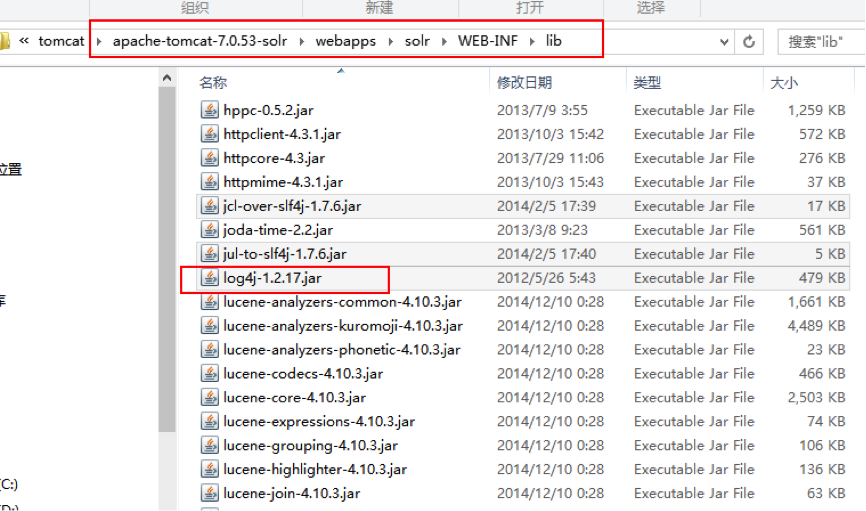 组织 新建 打开 选择
« tomcat apache-tomcat-7.0.53-solr webapps solr WEB-INF lib 搜索"lib"
名称 修改日期 类型 大小
hppc-0.5.2.jar 2013/7/9 3:55 Executable Jar File 1,259 KB
httpclient-4.3.1.jar 2013/10/3 15:42 Executable Jar File 572 KB
httpcore-4.3.jar 2013/7/29 11:06 Executable Jar File 276 KB
位置
httpmime-4.3.1.jar 2013/10/3 15:43 Executable Jar File 37 KB
jcl-over-slf4j-1.7.6.jar 2014/2/5 17:39 Executable Jar File 17 KB
joda-time-2.2.jar 2013/3/8 9:23 Executable Jar File 561 KB
jul-to-slf4j-1.7.6.jar 2014/2/5 17:40 Executable Jar File 5 KB
log4j-1.2.17.jar 2012/5/26 5:43 Executable Jar File 479 KB
lucene-analyzers-common-4.10.3.jar 2014/12/10 0:28 Executable Jar File 1,661 KB
lucene-analyzers-kuromoji-4.10.3.jar 2014/12/10 0:28 Executable Jar File 4,489 KB
lucene-analyzers-phonetic-4.10.3.jar 2014/12/10 0:28 Executable Jar File 23 KB
lucene-codecs-4.10.3.jar 2014/12/10 0:28 Executable Jar File 466 KB
lucene-core-4.10.3.jar 2014/12/10 0:28 Executable Jar File 2,503 KB
lucene-expressions-4.10.3.jar 2014/12/10 0:28 Executable Jar File 74 KB
lucene-grouping-4.10.3.jar 2014/12/10 0:28 Executable Jar File 106 KB
lucene-highlighter-4.10.3.jar 2014/12/10 0:28 Executable Jar File 136 KB
(C:)
lucene-join-4.10.3.jar 2014/12/10 0:28 Executable Jar File 60 KB